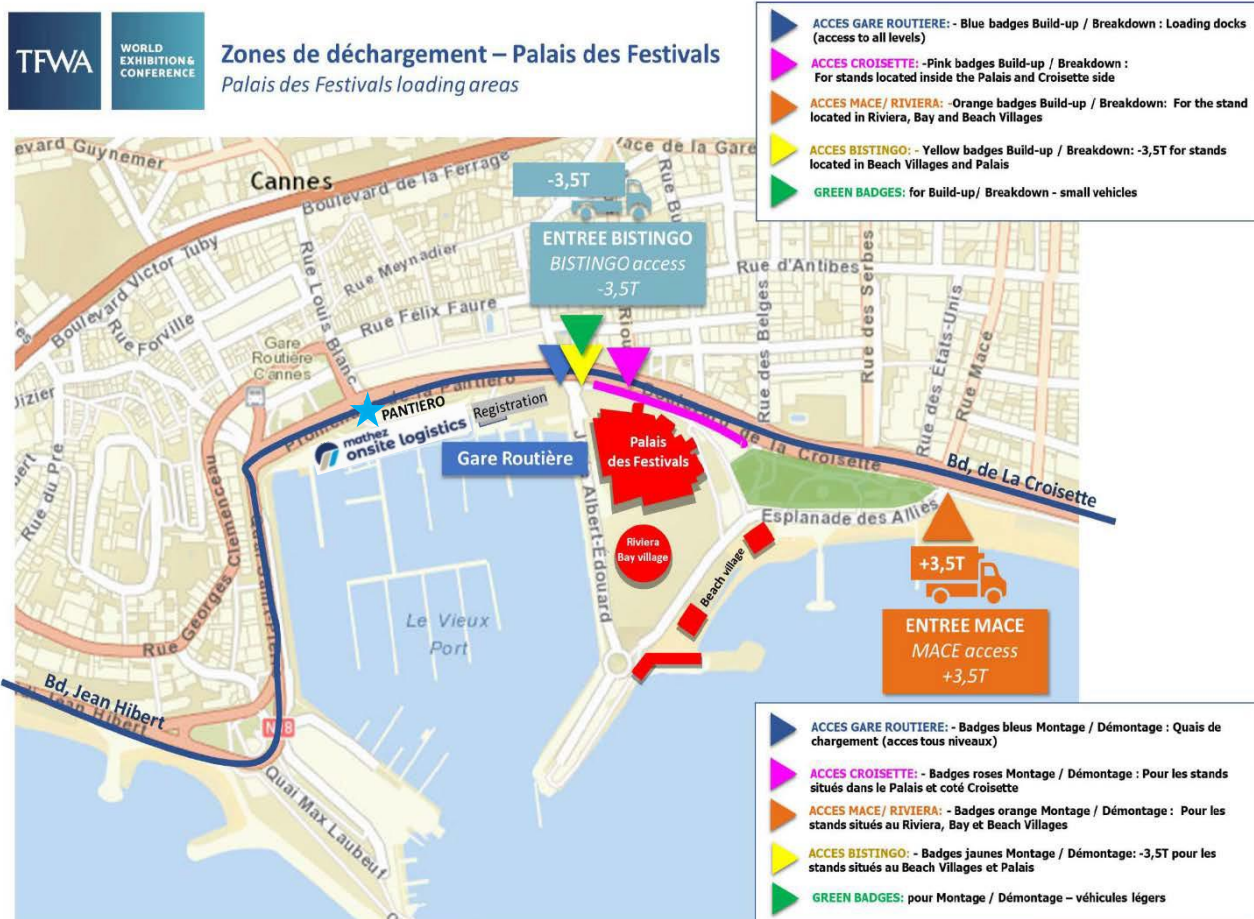 TFWA
WORLD
EXHIBITION &
CONFERENCE
Zones de déchargement – Palais des Festivals
Palais des Festivals loading areas
ACCES GARE ROUTIERE: - Blue badges Build-up / Breakdown : Loading docks
(access to all levels)
ACCES CROISETTE: -Pink badges Build-up / Breakdown :
For stands located inside the Palais and Croisette side
ACCES MACE/ RIVIERA: -Orange badges Build-up / Breakdown: For the stand
located in Riviera, Bay and Beach Villages
ACCES BISTINGO: - Yellow badges Build-up / Breakdown: -3,5T for stands
located in Beach Villages and Palais
GREEN BADGES: for Build-up/ Breakdown - small vehicles
evard Guynemer
Cannes
Boulevard de la Ferrage
ace de la Gare
-3,5T
ENTREE BISTINGO
BISTINGO access
-3,5T
Boulevard Victor Tuby
Rue Forville
Rue Louis Blanc
Rue Meynadier
Rue Félix Faure
Rue d'Antibes
Rue des Belges
Rue des Serbes
Rue des États-Unis
Rue Mace
Gare
Routière
Cannes
PANTIERO
Registration
mathez
onsite logistics
Gare Routière
Palais
des Festivals
Bd, de La Croisette
Esplanade des Alliés
Rue du Pre
Rue Georges Clemenceau
Riviera
Bay village
Beach village
Le Vieux
Port
+3,5T
ENTREE MACE
MACE access
+3,5T
Bd, Jean Hibert
Quai Max Laubeuf
ACCES GARE ROUTIERE: - Badges bleus Montage / Démontage : Quais de
chargement (acces tous niveaux)
ACCES CROISETTE: - Badges roses Montage / Démontage : Pour les stands
situés dans le Palais et coté Croisette
ACCES MACE/ RIVIERA: - Badges orange Montage / Démontage : Pour les
stands situés au Riviera, Bay et Beach Villages
ACCES BISTINGO: - Badges jaunes Montage / Démontage: -3,5T pour les
stands situés au Beach Villages et Palais
GREEN BADGES: pour Montage / Démontage – véhicules légers